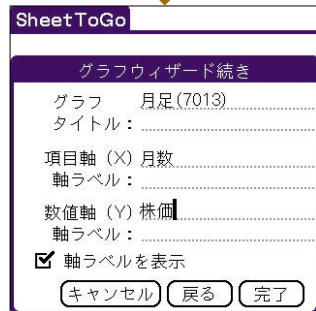 SheetToGo
グラフウィザード続き
グラフ 月足(7013)
タイトル：
項目軸（X） 月数
軸ラベル：
数値軸（Y） 株価
軸ラベル：
軸ラベルを表示
キャンセル 戻る 完了